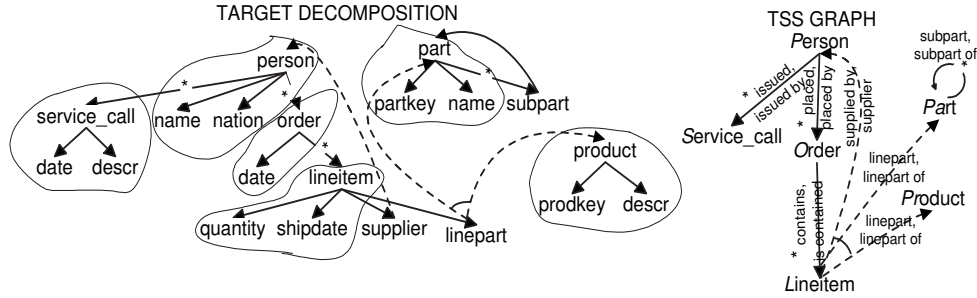 TARGET DECOMPOSITION
person
part
service_call
*
name
nation
*
order
partkey
name
*
subpart
date
descr
date
*
lineitem
product
quantity
shipdate
supplier
linepart
prodkey
descr
TSS GRAPH
Person
subpart,
subpart of
*
* issued,
issued by
* placed,
placed by
supplied by,
supplier
Part
Service_call
Order
linepart,
linepart of
Product
* contains,
is contained
linepart,
linepart of
Lineitem